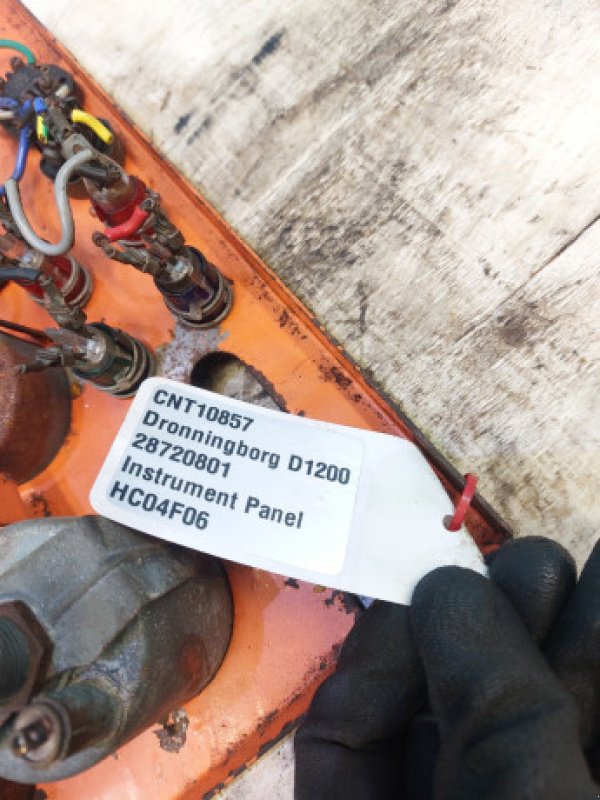 CNT10857
Dronningborg D1200
28720801
Instrument Panel
HC04F06